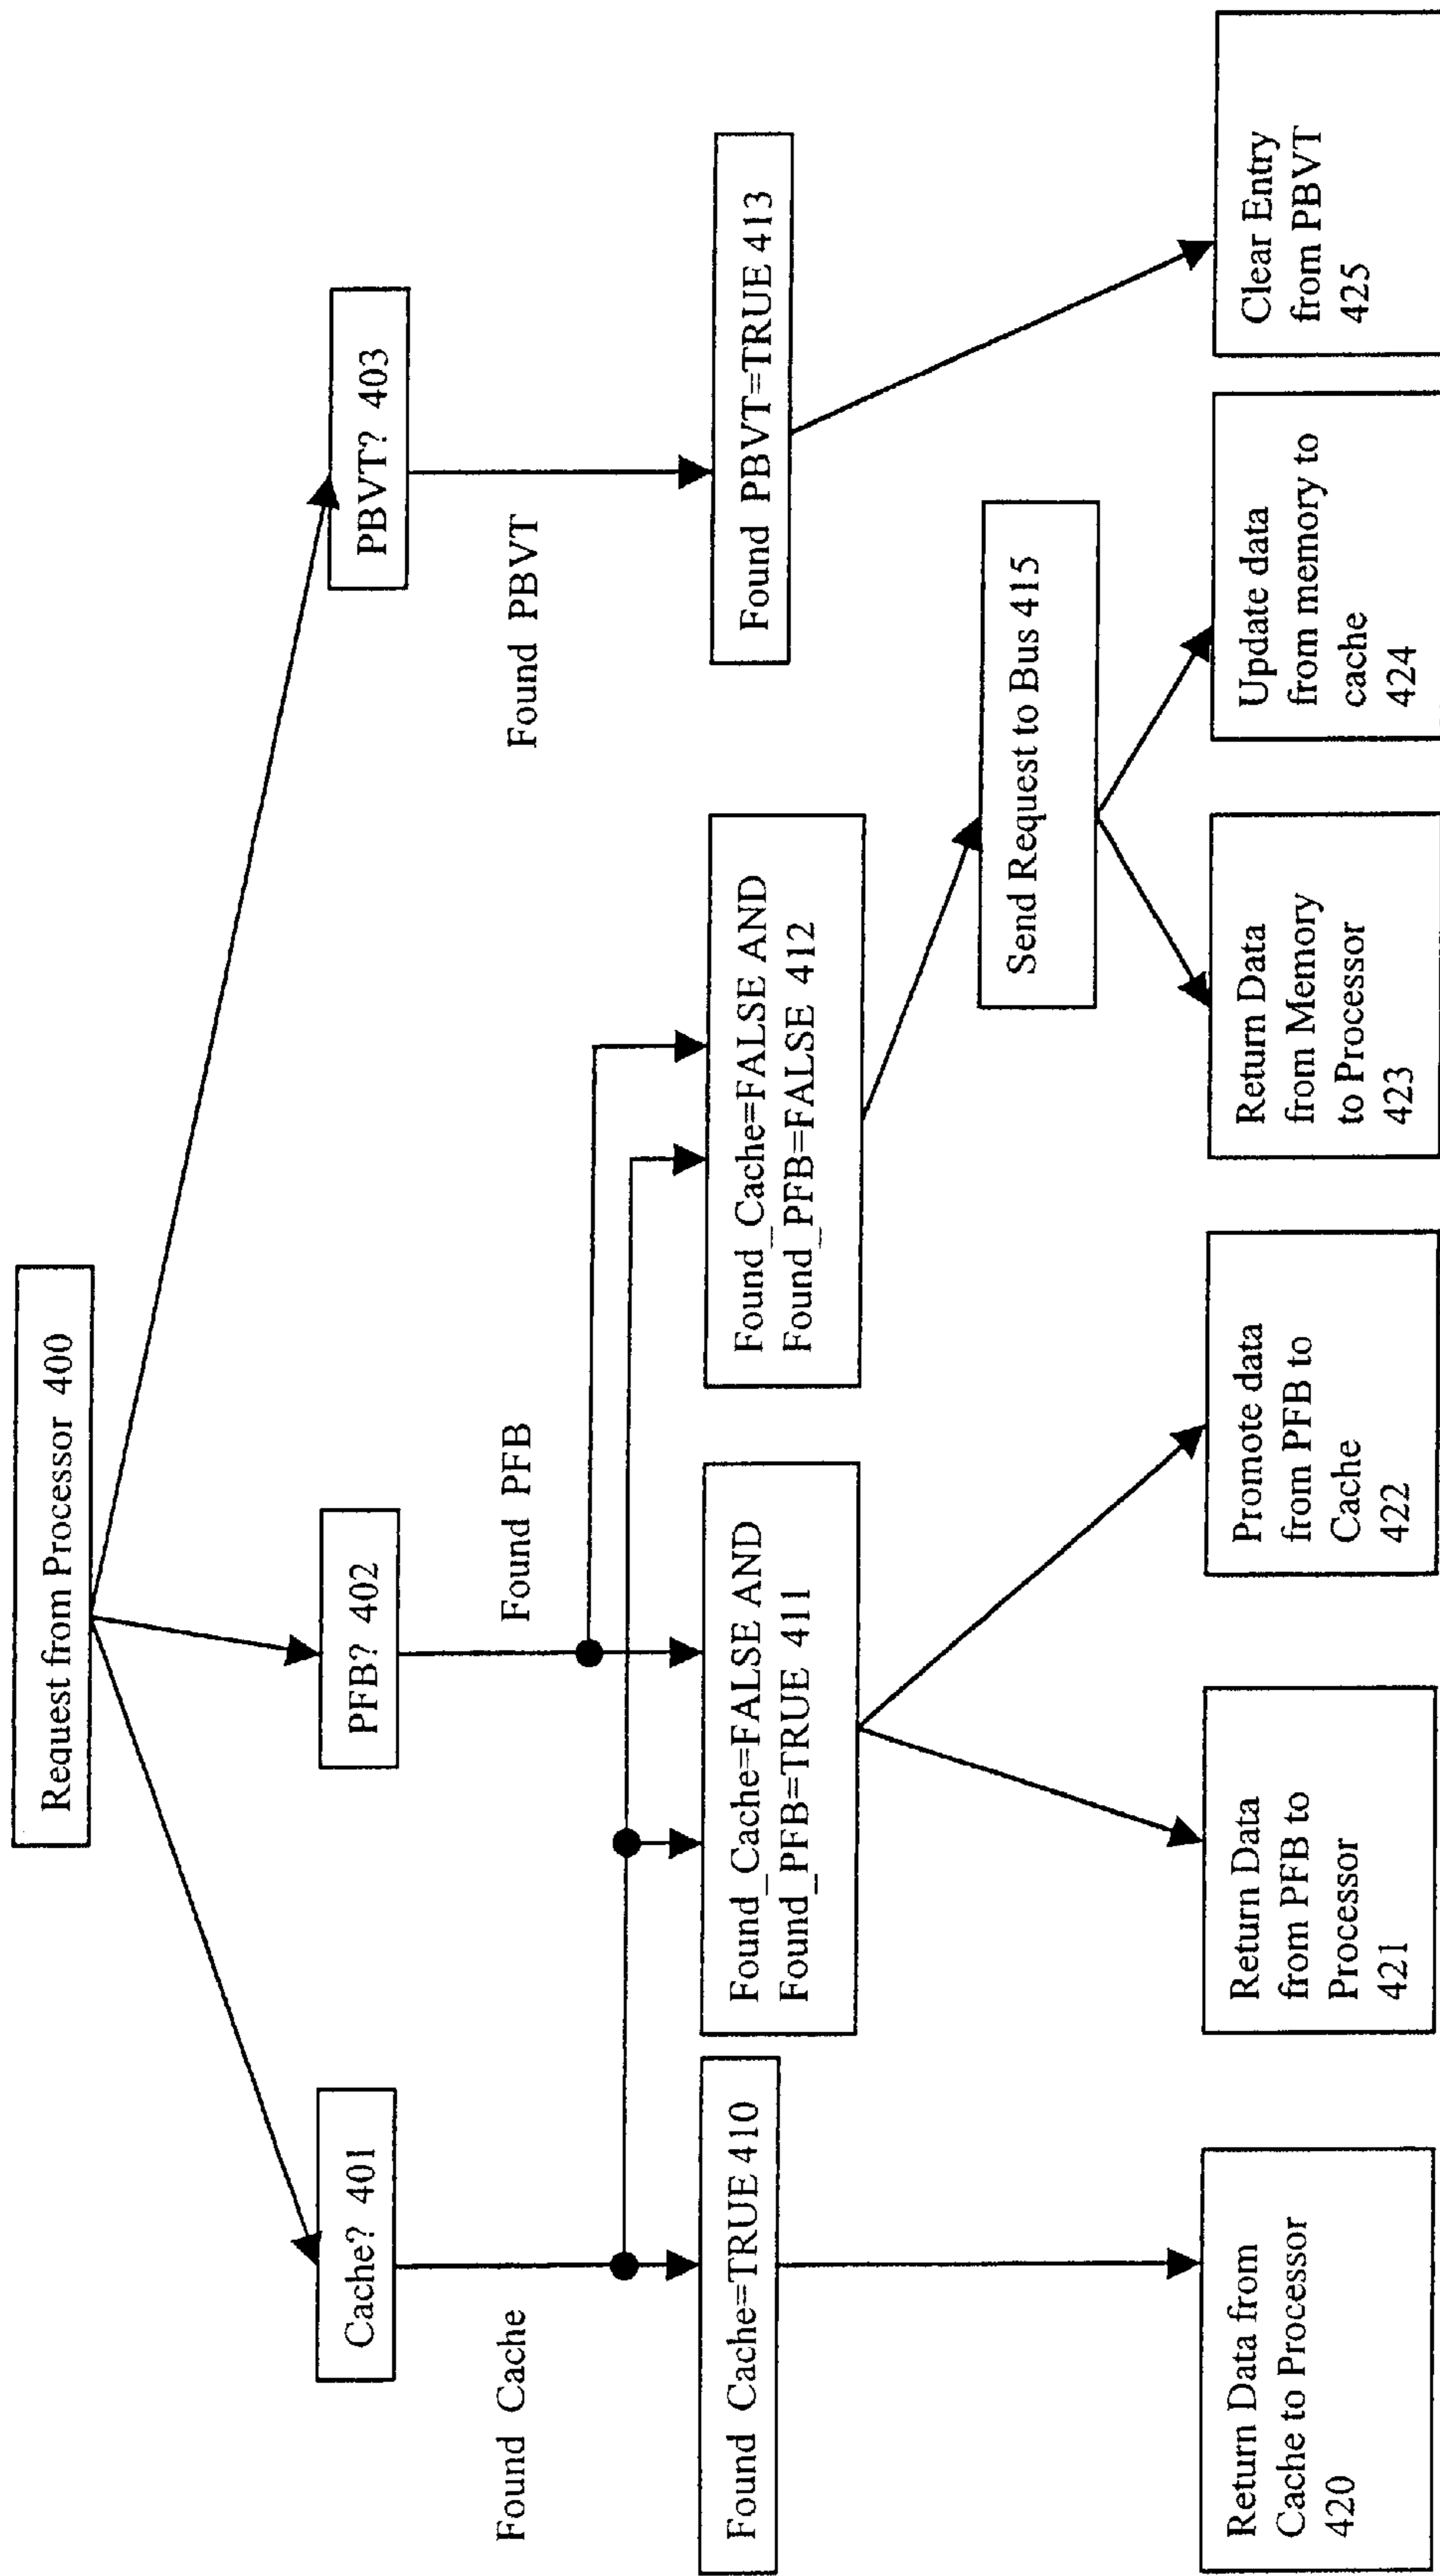 Request from Processor 400
Cache? 401
PFB? 402
PBVT? 403
Found Cache
Found PFB
Found PBVT
Found Cache=TRUE 410
Found_Cache=FALSE AND
Found_PFB=TRUE 411
Found_Cache=FALSE AND
Found_PFB=FALSE 412
Found PBVT=TRUE 413
Send Request to Bus 415
Return Data from
Cache to Processor
420
Return Data
from PFB to
Processor
421
Promote data
from PFB to
Cache
422
Return Data
from Memory
to Processor
423
Update data
from memory to
cache
424
Clear Entry
from PBVT
425